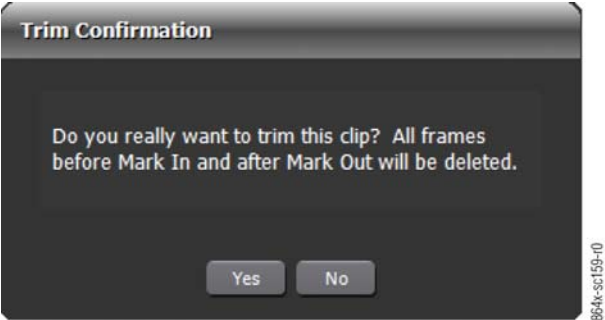 Trim Confirmation
Do you really want to trim this clip?  All frames
before Mark In and after Mark Out will be deleted.
Yes
No
864x-sc159-r0